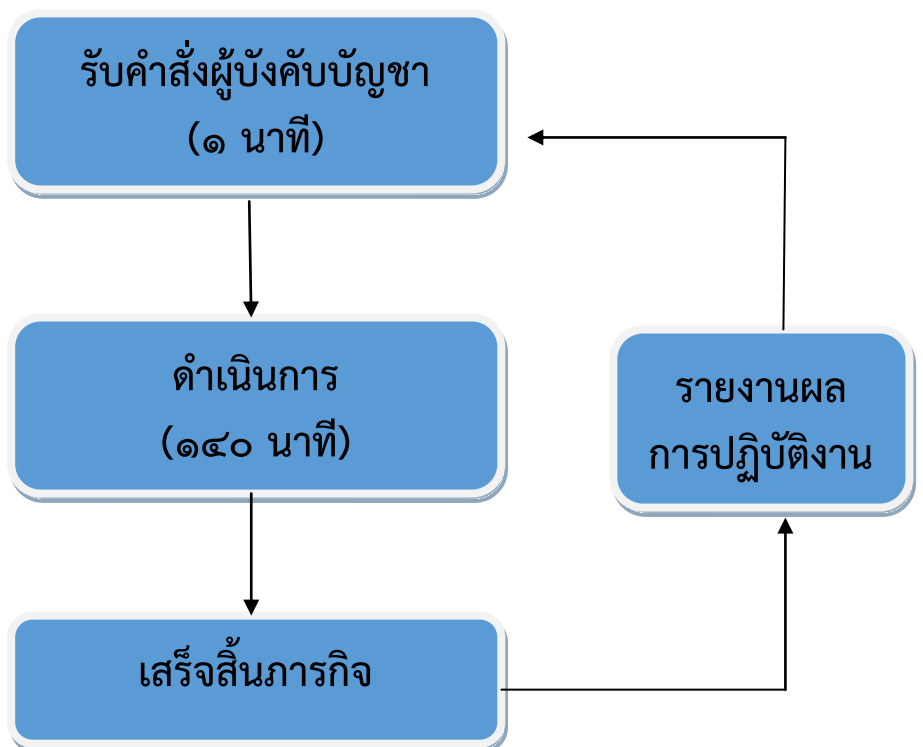 รับคำสั่งผู้บังคับบัญชา
(๑ นาที)
ดำเนินการ
(๑๔๐ นาที)
รายงานผล
การปฏิบัติงาน
เสร็จสิ้นภารกิจ